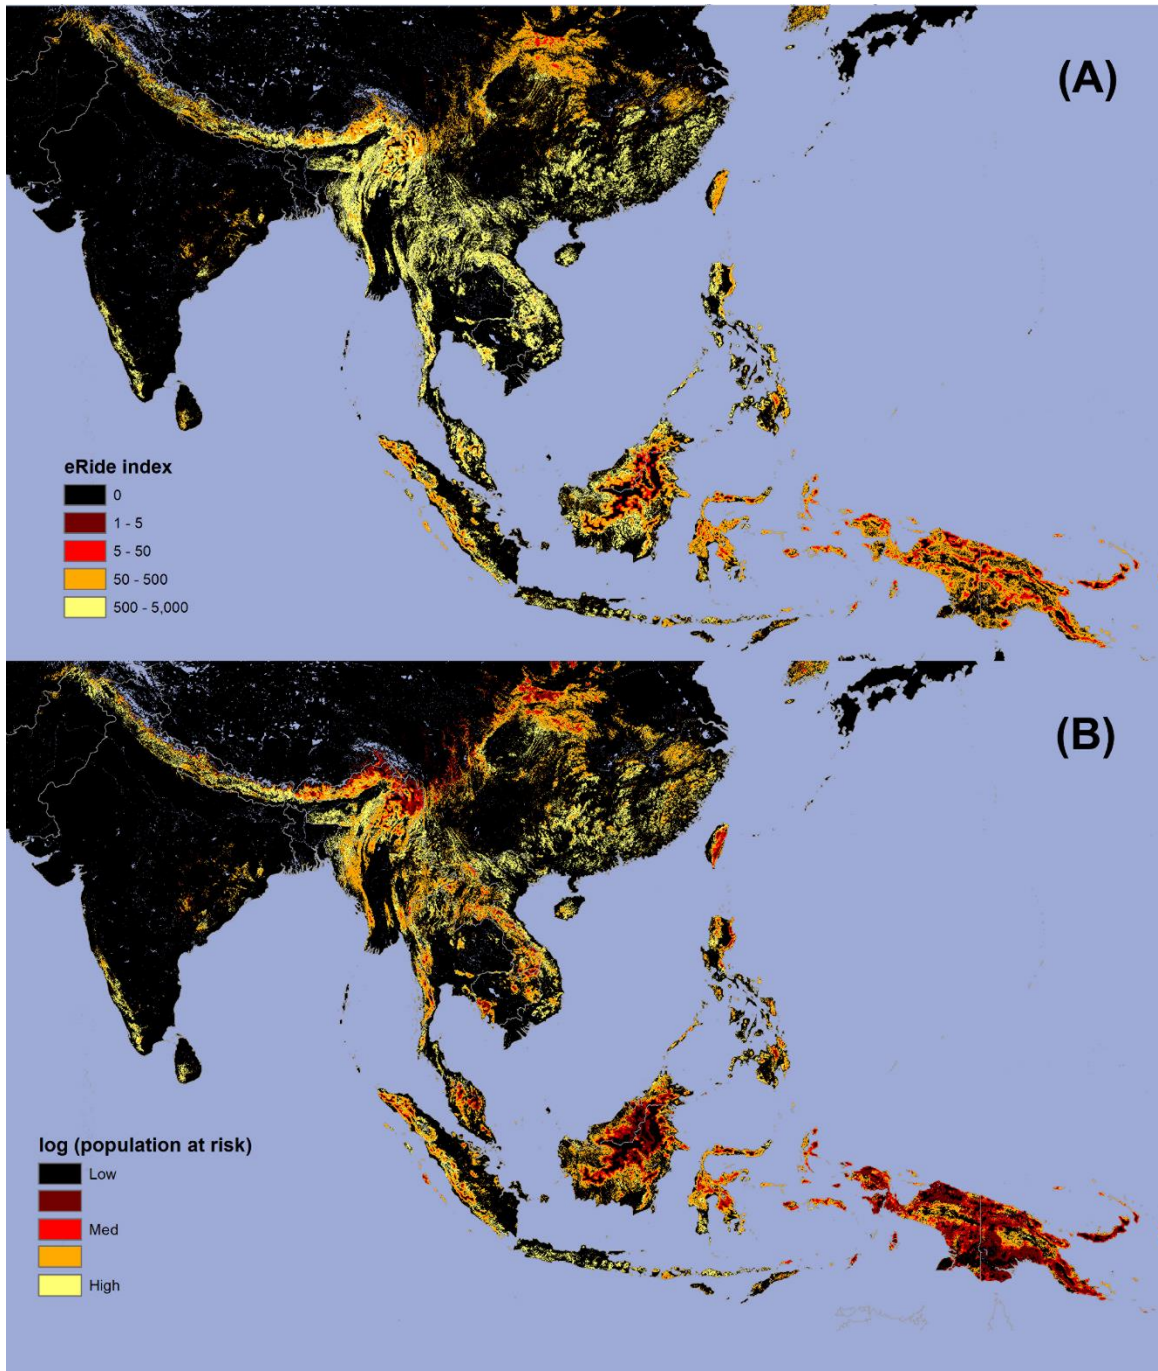 (A)
eRide index
0
1 - 5
5 - 50
50 - 500
500 - 5,000
(B)
log (population at risk)
Low
Med
High